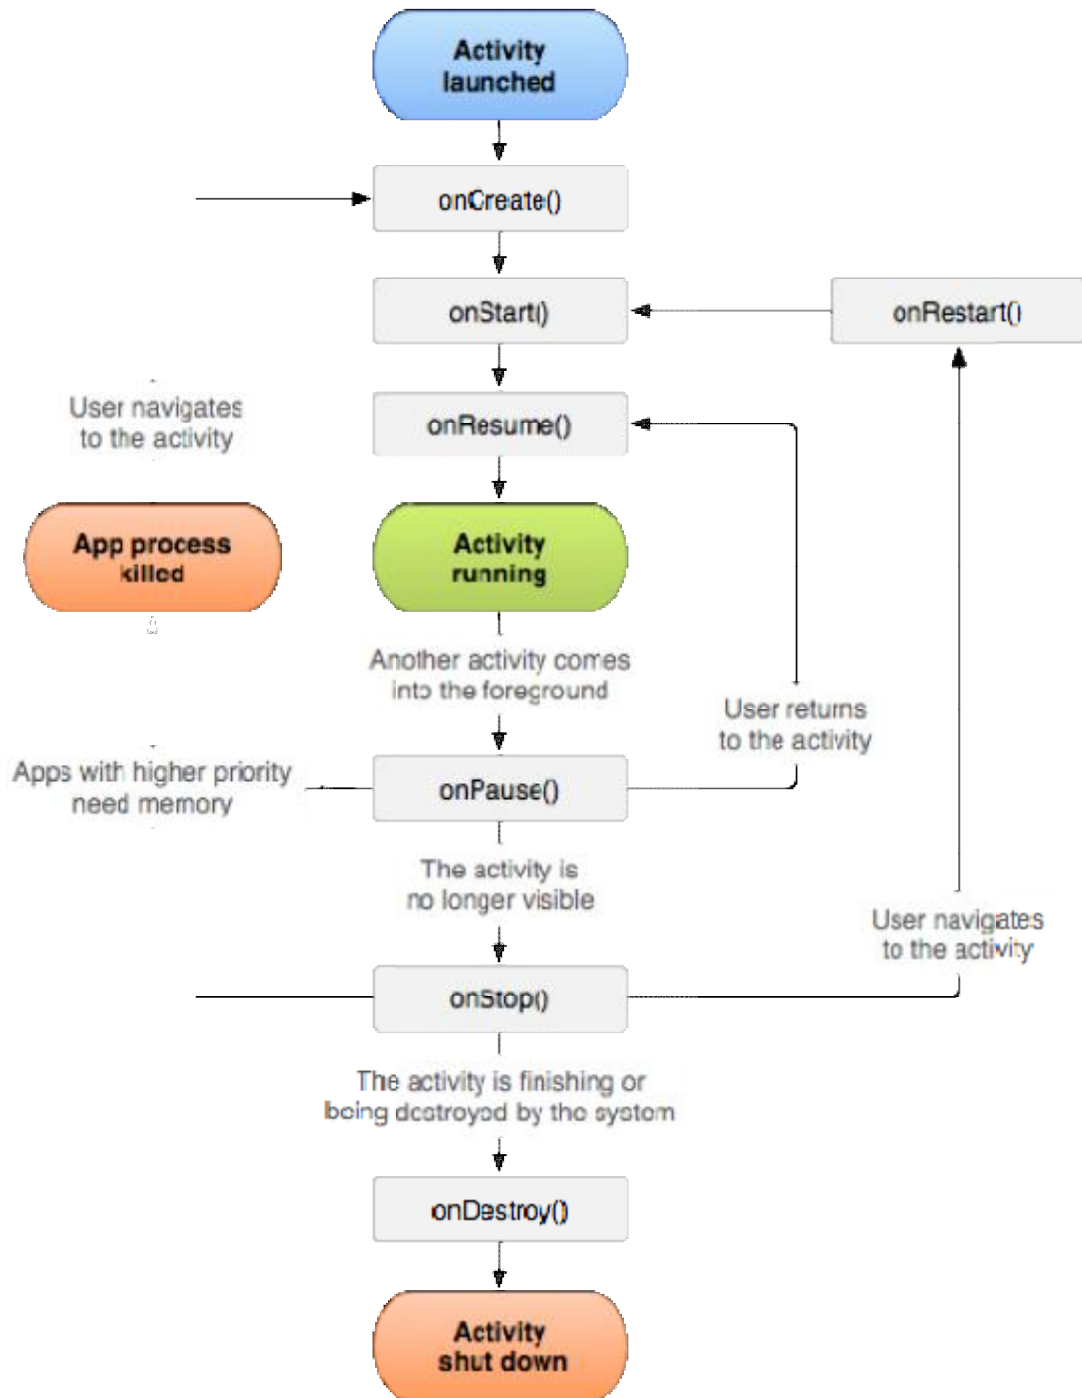 Activity
launched
onCreate()
onStart()
onRestart()
User navigates
to the activity
onResume()
App process
killed
Activity
running
Another activity comes
into the foreground
User returns
to the activity
Apps with higher priority
need memory
onPause()
The activity is
no longer visible
User navigates
to the activity
onStop()
The activity is finishing or
being destroyed by the system
onDestroy()
Activity
shut down